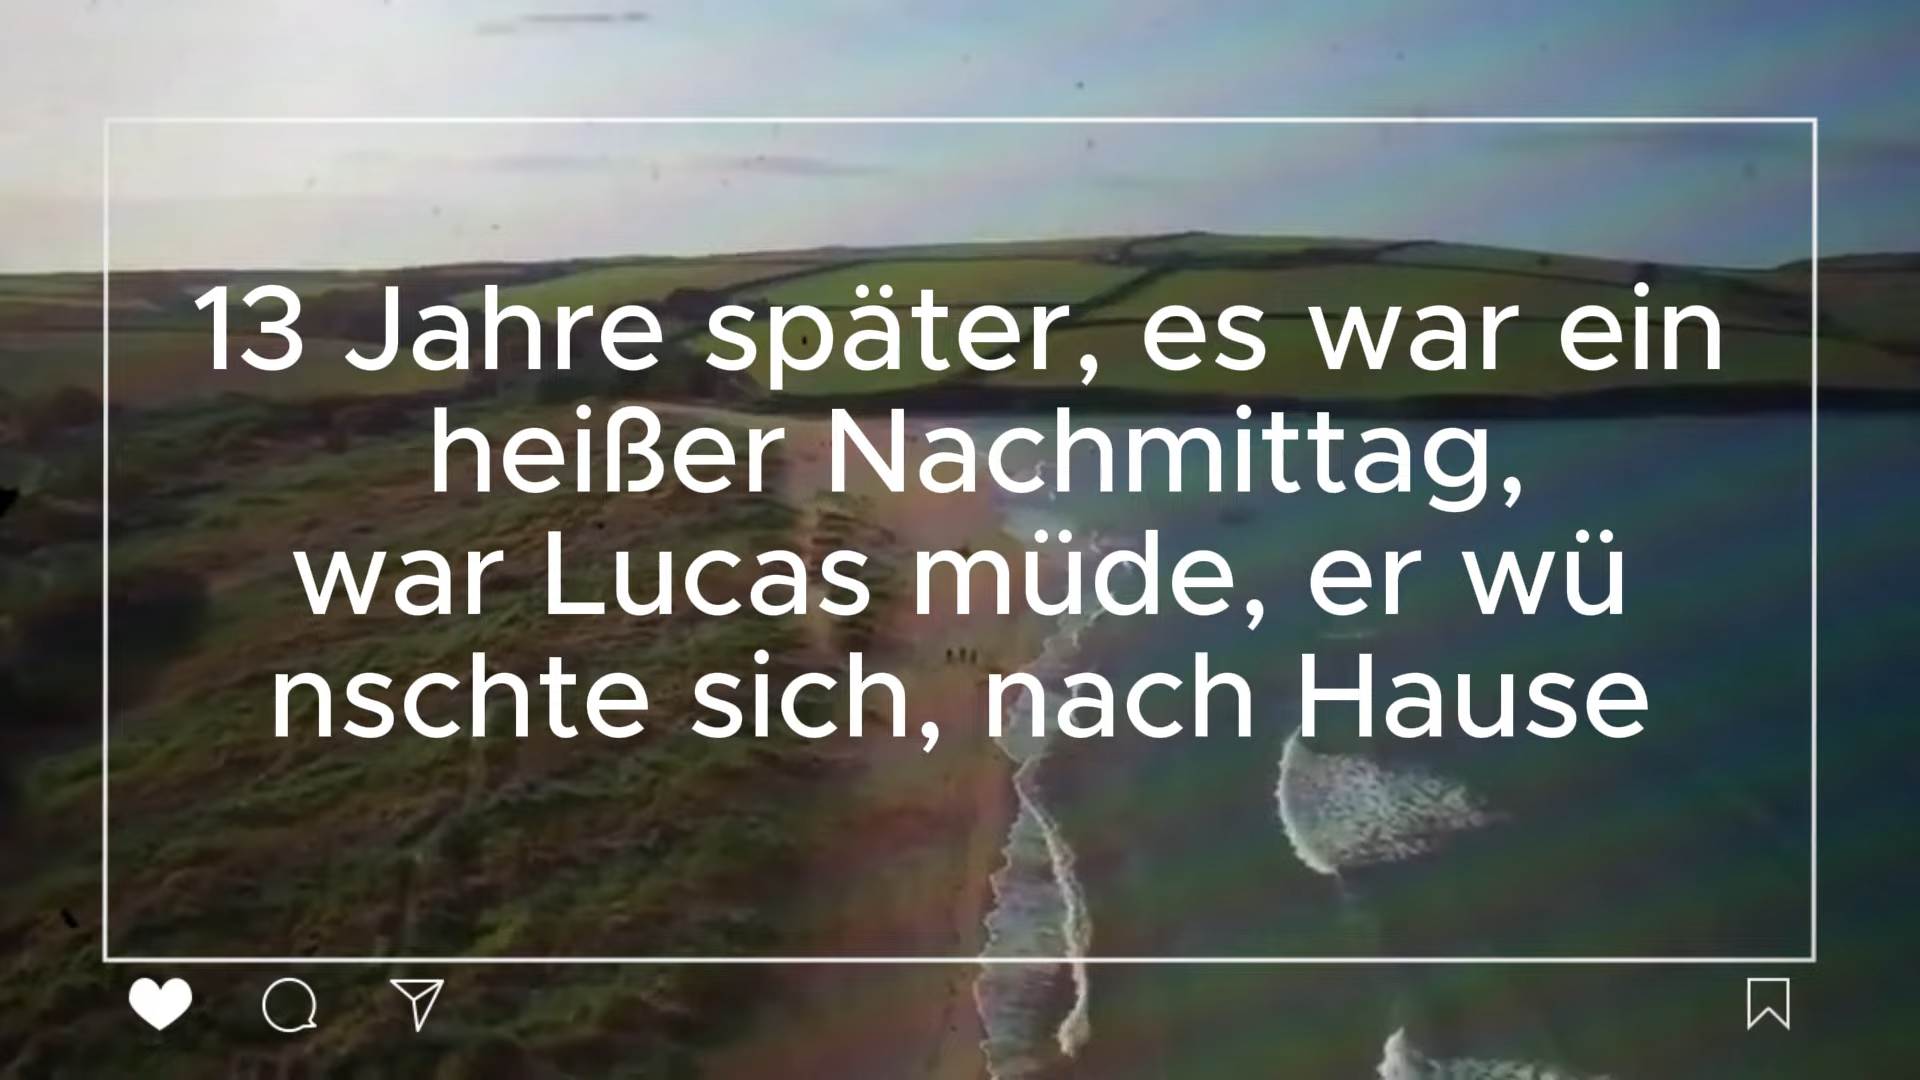 13 Jahre später, es war ein
heißer Nachmittag,
war Lucas müde, er wü
nschte sich, nach Hause